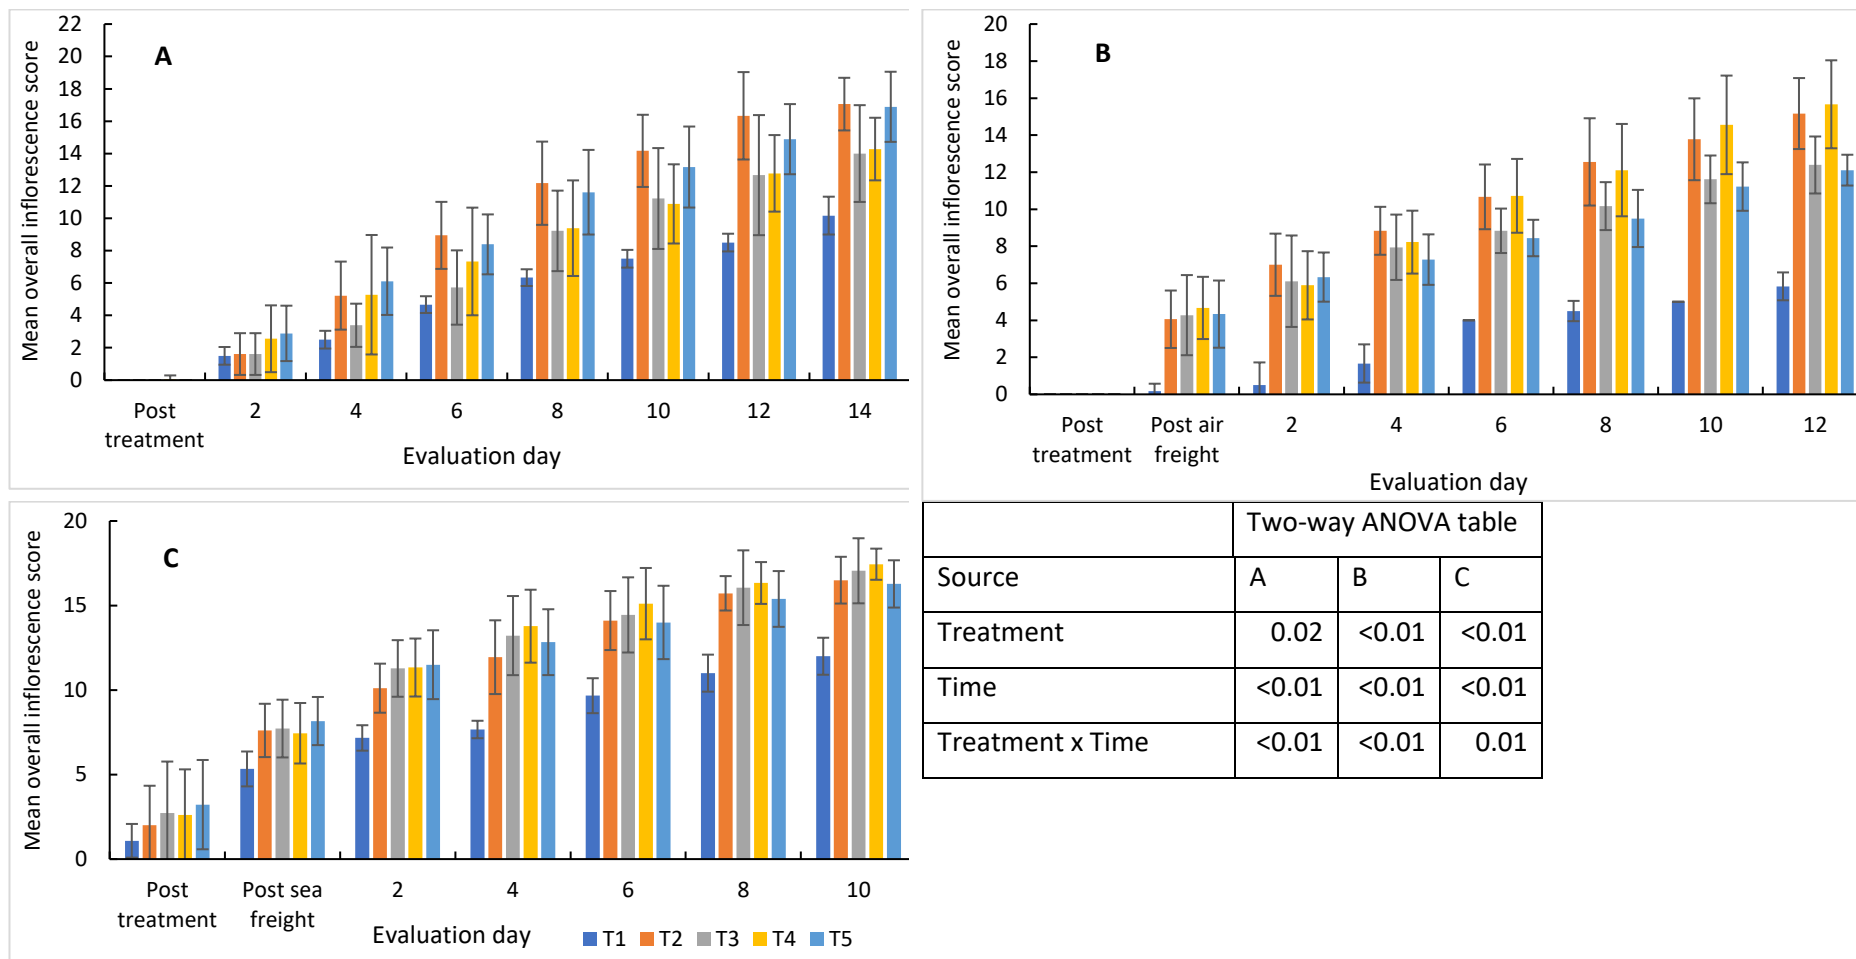 A
Mean overall inflorescence score
22
20
18
16
14
12
10
8
6
4
2
0
Post treatment
2
4
6
8
10
12
14
Evaluation day
B
Mean overall inflorescence score
20
18
16
14
12
10
8
6
4
2
0
Post treatment
Post air freight
2
4
6
8
10
12
Evaluation day
C
Mean overall inflorescence score
20
15
10
5
0
Post treatment
Post sea freight
2
4
6
8
10
Evaluation day
T1 T2 T3 T4 T5
Two-way ANOVA table
Source A B C
Treatment 0.02 <0.01 <0.01
Time <0.01 <0.01 <0.01
Treatment x Time <0.01 <0.01 0.01